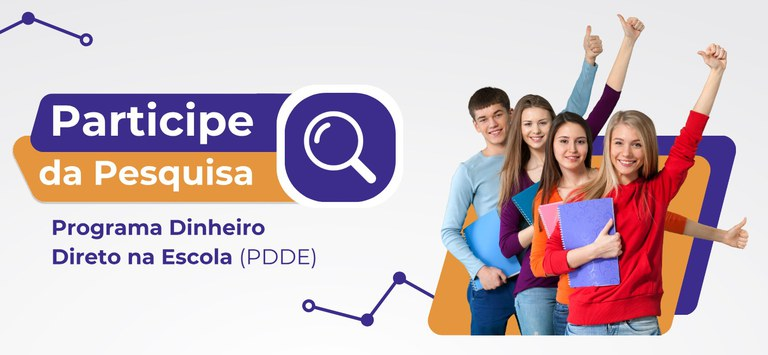 Participe
da Pesquisa
Programa Dinheiro
Direto na Escola (PDDE)